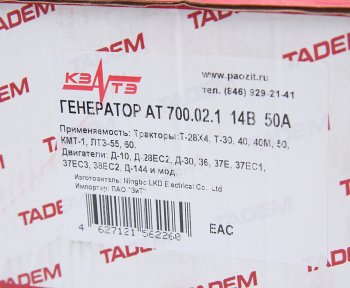 TADEM
TADEM
TADEM
КЗАТЭ
www.paozit.ru
тел. (846) 929-21-41
ГЕНЕРАТОР АТ 700.02.1 14В 50А
Применяемость: Тракторы:Т-28Х4, Т-30, 40, 40М, 50,
КМТ-1, ЛТЗ-55, 60.
Двигатели: Д-10, Д-28ЕС2, Д-30, 36, 37Е, 37ЕС1,
37ЕС3, 38ЕС2, Д-144 и мод.
Изготовитель: Ningbo LKD Electrical Co., Ltd
Импортер: ПАО "ЗиТ"
4 627121 562260
EAC
TADEM
TADEM
TADEM